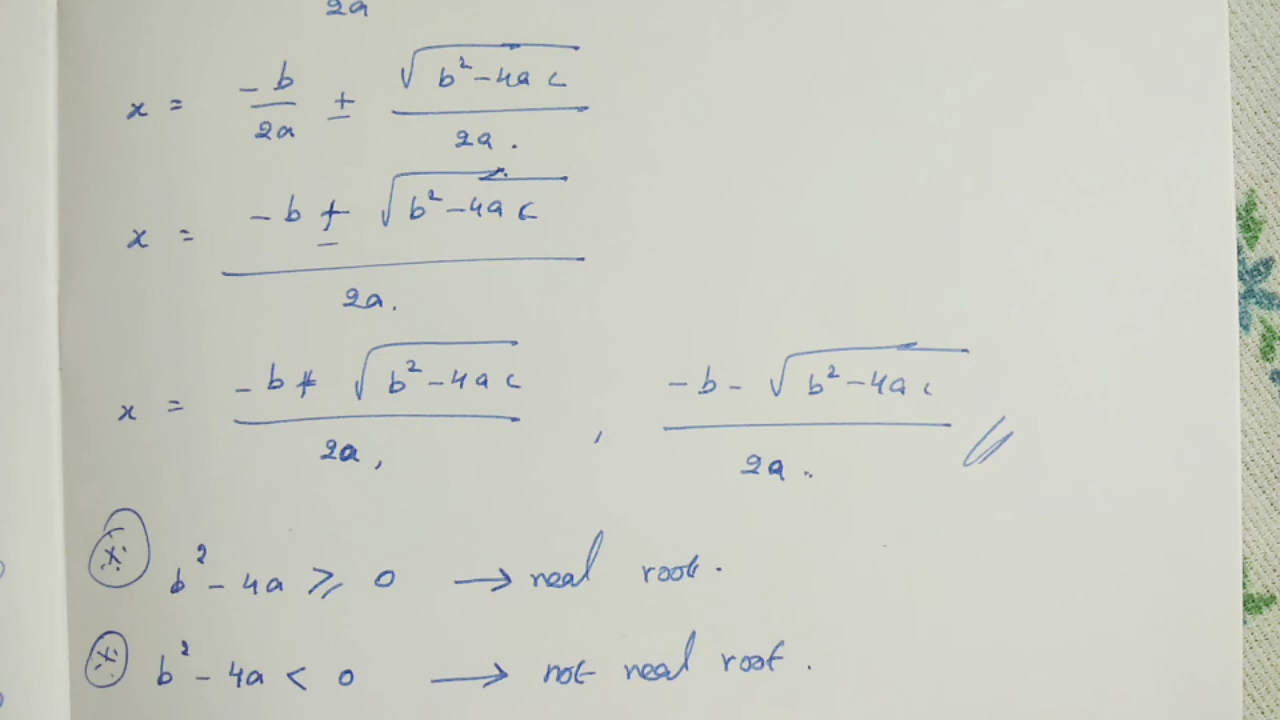 2a
x = -b/2a ± √(b²-4ac)/2a.
x = (-b ± √(b²-4ac))/2a.
x = (-b + √(b²-4ac))/2a, , (-b - √(b²-4ac))/2a.
(*) b²-4a ≥ 0 → real root.
(*) b²-4a < 0 → not real root.